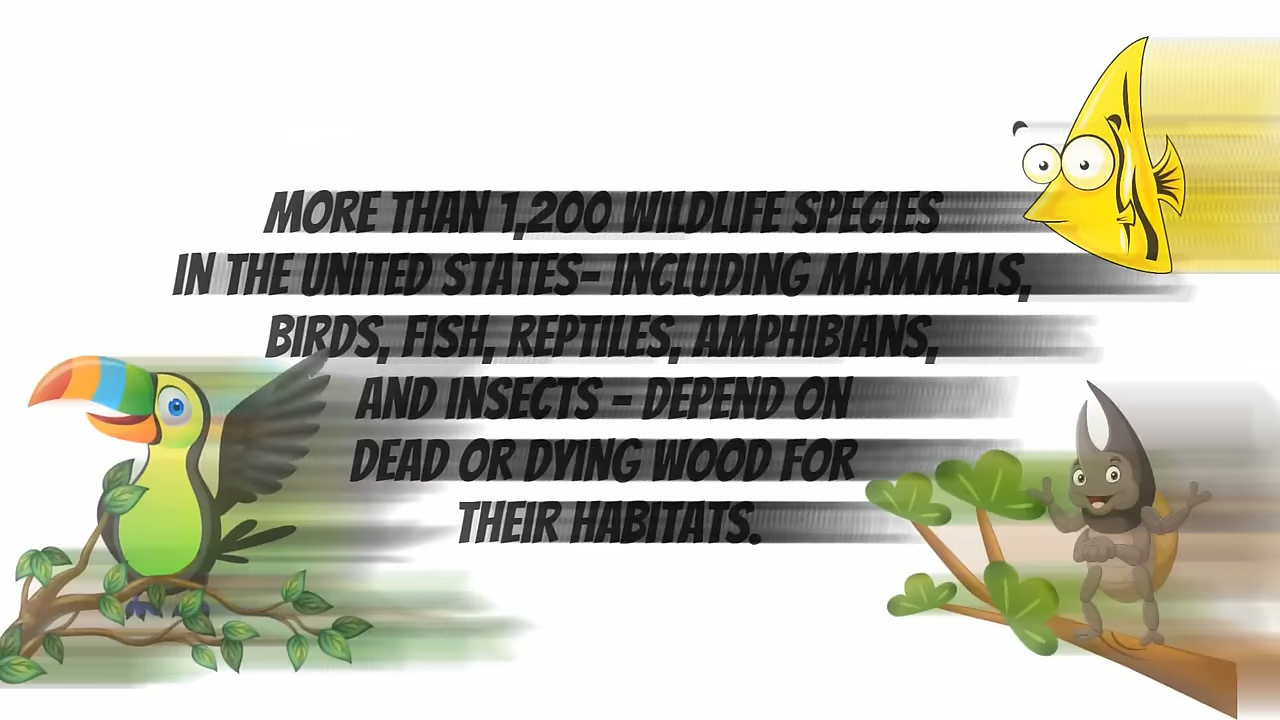 MORE THAN 1,200 WILDLIFE SPECIES
IN THE UNITED STATES- INCLUDING MAMMALS,
BIRDS, FISH, REPTILES, AMPHIBIANS,
AND INSECTS - DEPEND ON
DEAD OR DYING WOOD FOR
THEIR HABITATS.